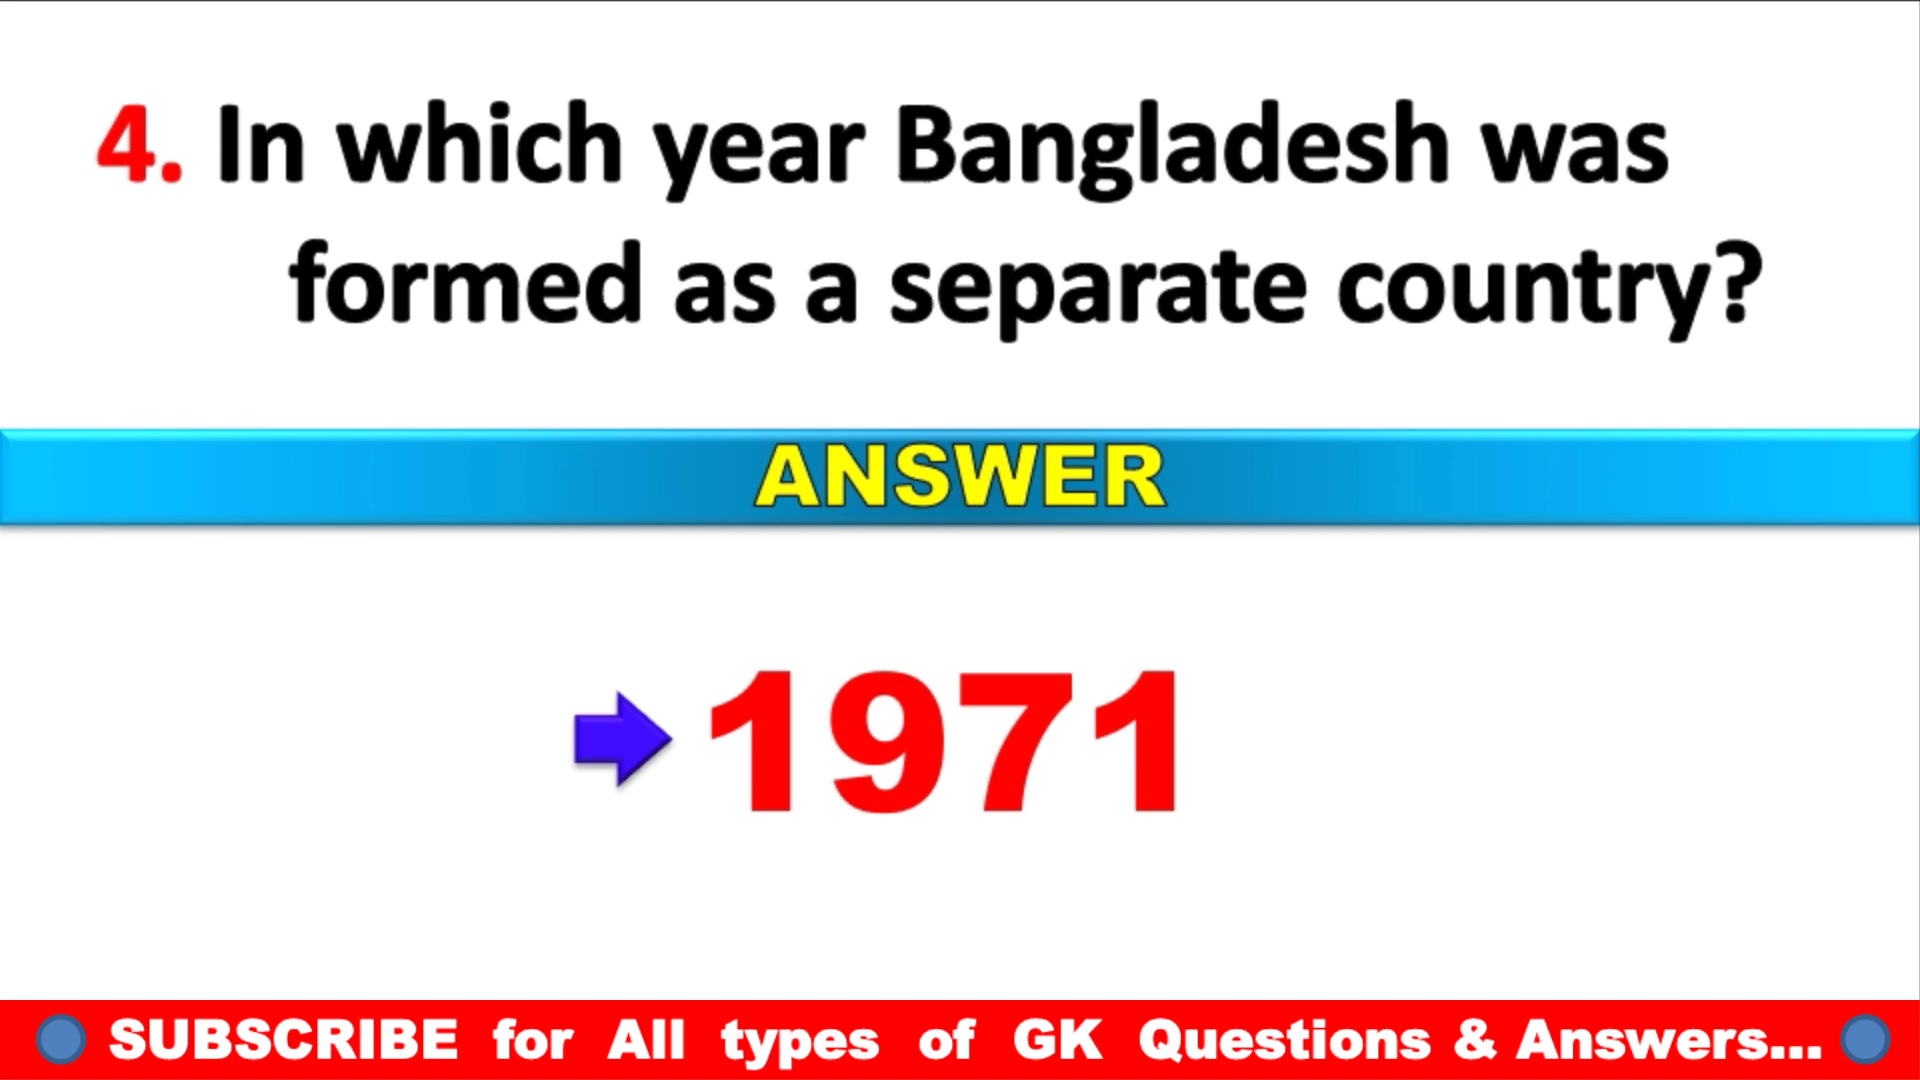 4. In which year Bangladesh was
formed as a separate country?
ANSWER
1971
SUBSCRIBE for All types of GK Questions & Answers...